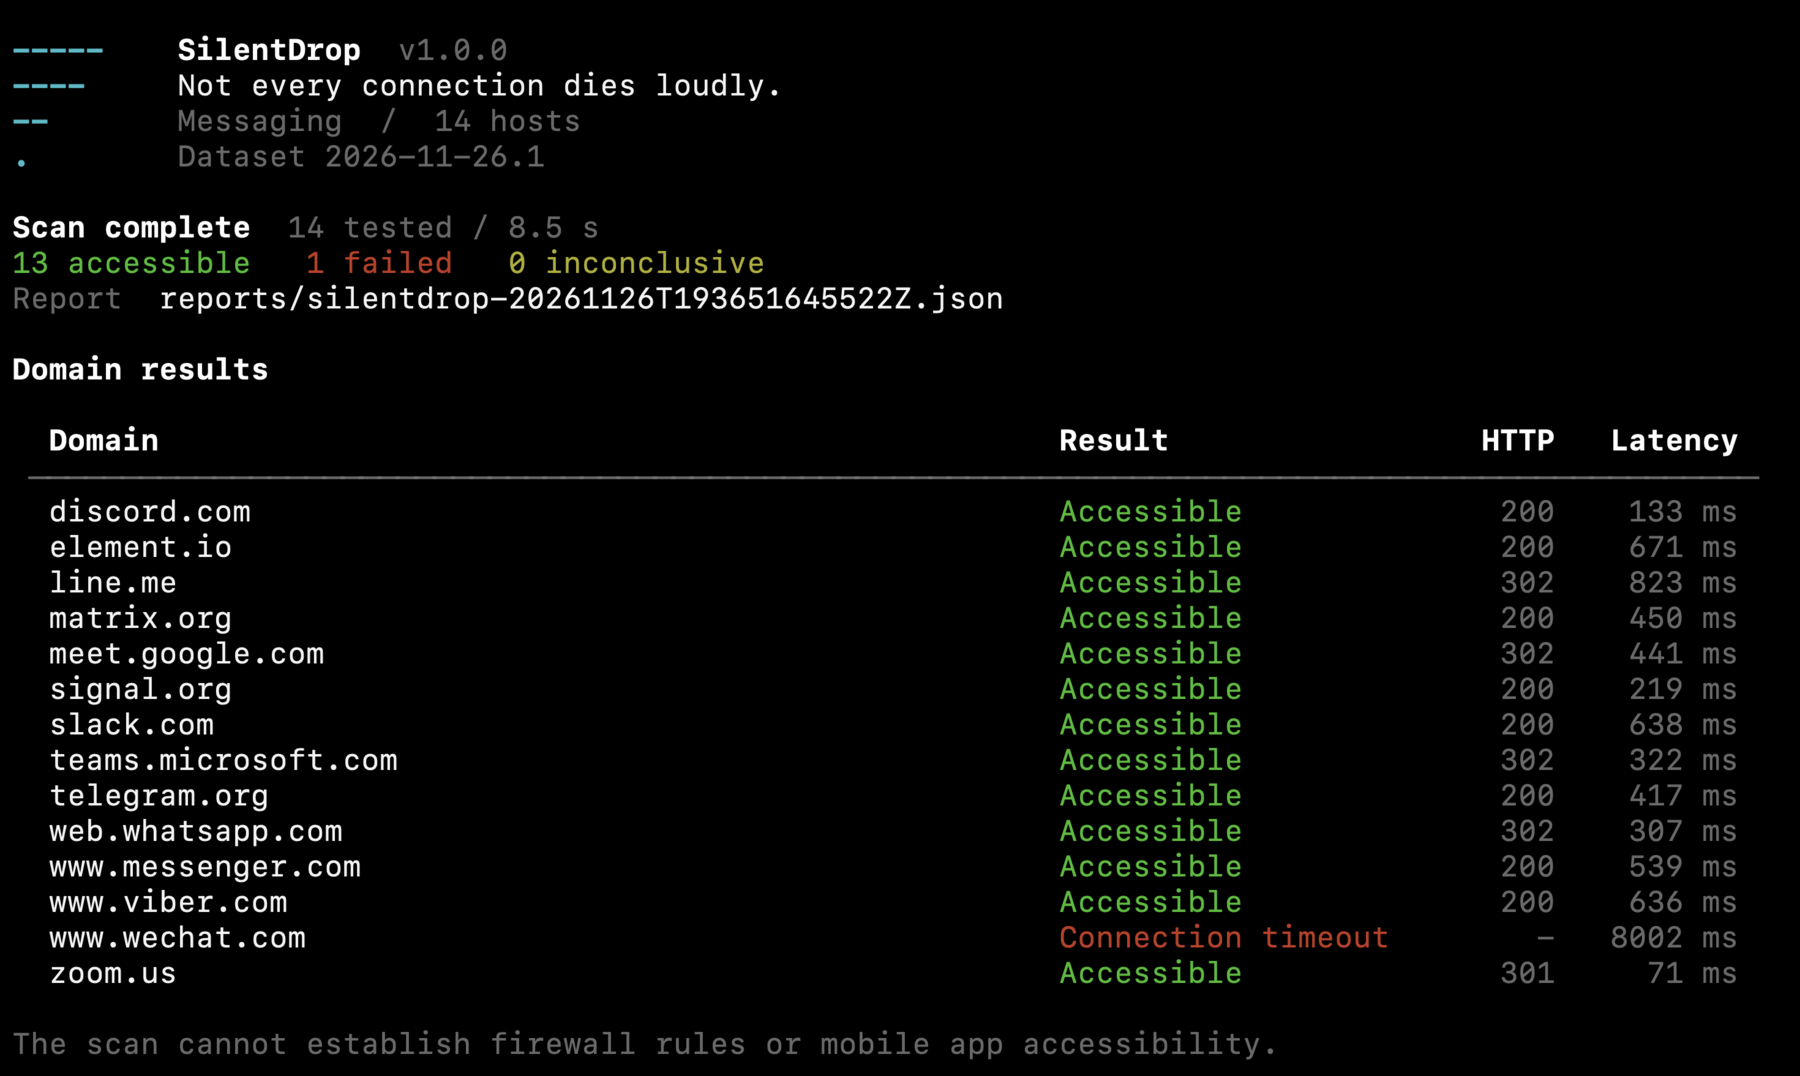 SilentDrop v1.0.0
Not every connection dies loudly.
Messaging / 14 hosts
Dataset 2026-11-26.1
Scan complete 14 tested / 8.5 s
13 accessible 1 failed 0 inconclusive
Report reports/silentdrop-20261126T193651645522Z.json
Domain results
Domain Result HTTP Latency
discord.com Accessible 200 133 ms
element.io Accessible 200 671 ms
line.me Accessible 302 823 ms
matrix.org Accessible 200 450 ms
meet.google.com Accessible 302 441 ms
signal.org Accessible 200 219 ms
slack.com Accessible 200 638 ms
teams.microsoft.com Accessible 302 322 ms
telegram.org Accessible 200 417 ms
web.whatsapp.com Accessible 302 307 ms
www.messenger.com Accessible 200 539 ms
www.viber.com Accessible 200 636 ms
www.wechat.com Connection timeout – 8002 ms
zoom.us Accessible 301 71 ms
The scan cannot establish firewall rules or mobile app accessibility.